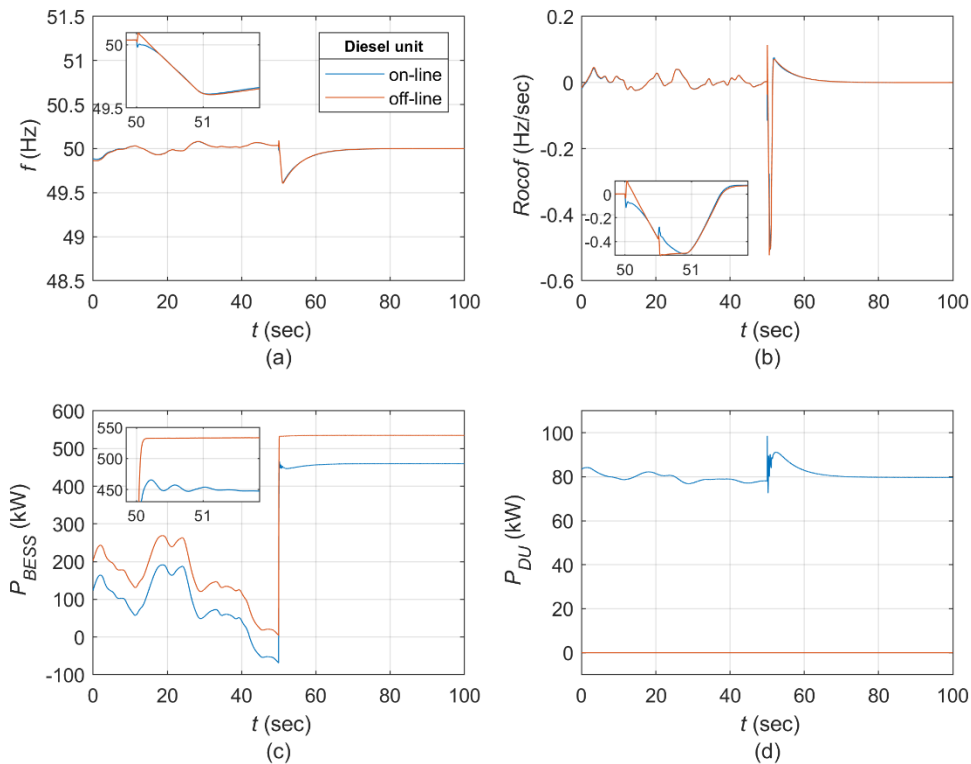 51.5
51
50.5
50
49.5
49
48.5
f (Hz)
50
49.5
50 51
Diesel unit
on-line
off-line
0 20 40 60 80 100
t (sec)
(a)
0.2
0
-0.2
-0.4
-0.6
Rocof (Hz/sec)
0
-0.2
-0.4
50 51
0 20 40 60 80 100
t (sec)
(b)
600
500
400
300
200
100
0
-100
P_BESS (kW)
550
500
450
50 51
0 20 40 60 80 100
t (sec)
(c)
100
80
60
40
20
0
P_DU (kW)
0 20 40 60 80 100
t (sec)
(d)